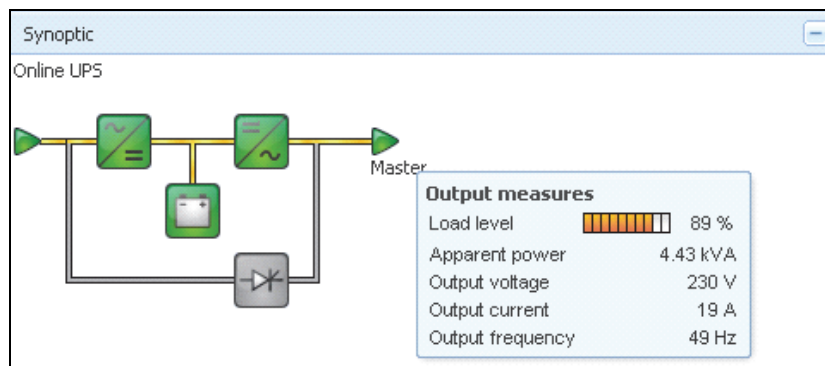 Synoptic
Online UPS
Master
Output measures
Load level 89 %
Apparent power 4.43 kVA
Output voltage 230 V
Output current 19 A
Output frequency 49 Hz